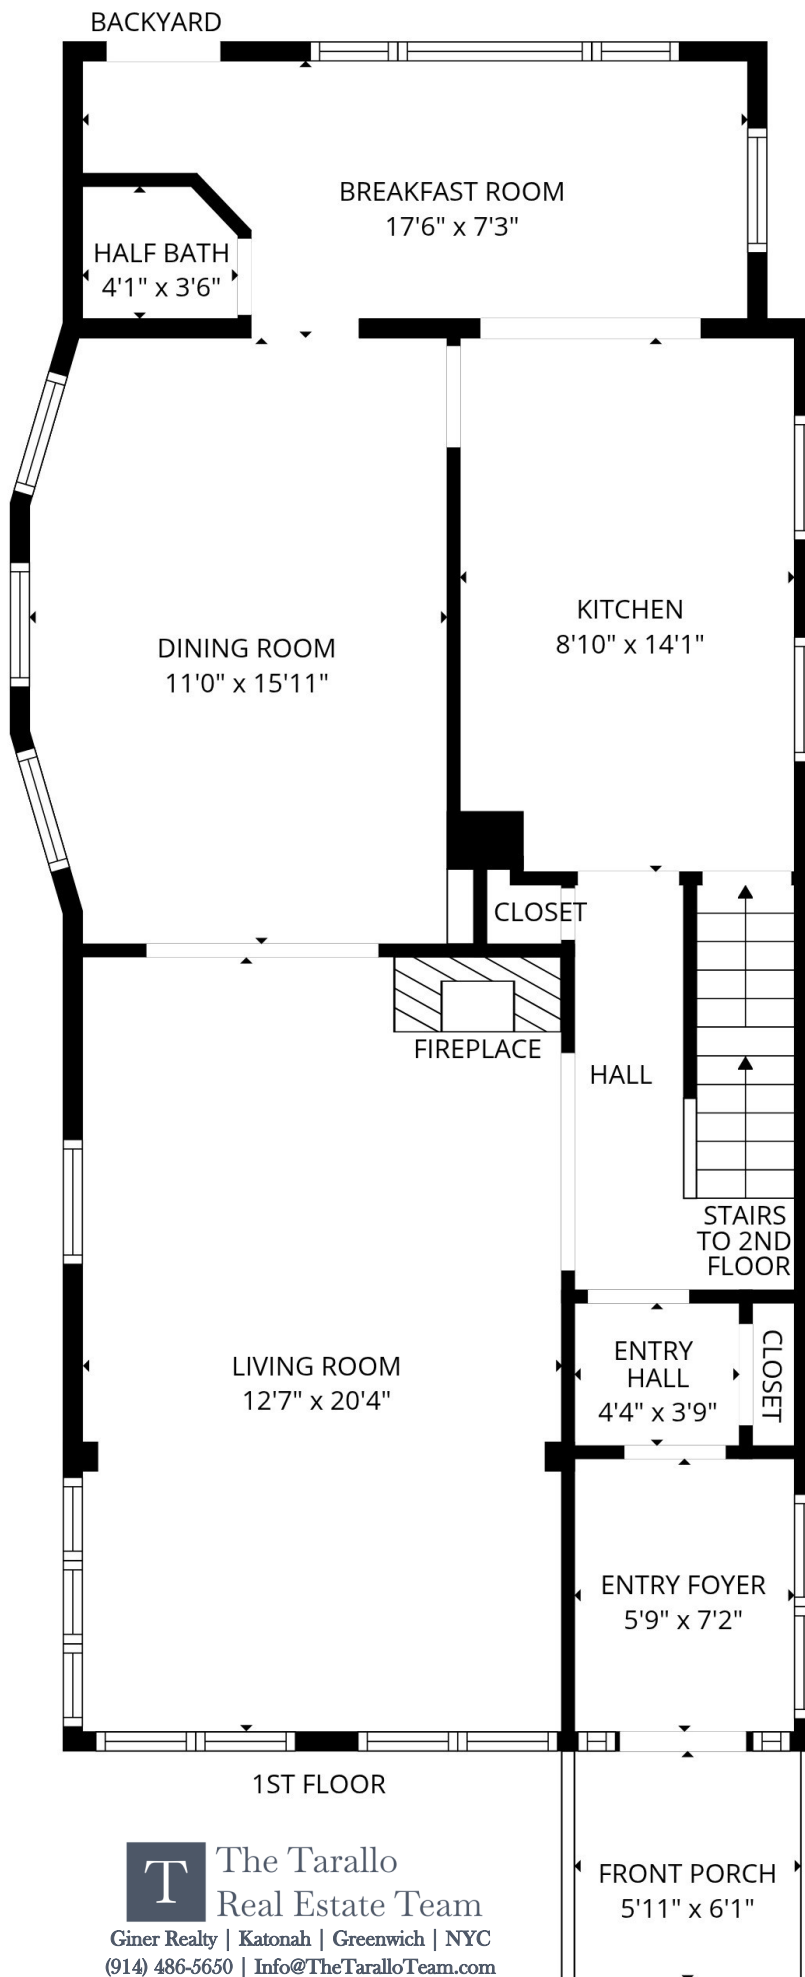 BACKYARD
BREAKFAST ROOM
17'6" x 7'3"
HALF BATH
4'1" x 3'6"
KITCHEN
8'10" x 14'1"
DINING ROOM
11'0" x 15'11"
CLOSET
FIREPLACE
HALL
STAIRS
TO 2ND
FLOOR
LIVING ROOM
12'7" x 20'4"
ENTRY
HALL
4'4" x 3'9"
CLOSET
ENTRY FOYER
5'9" x 7'2"
1ST FLOOR
FRONT PORCH
5'11" x 6'1"
T
The Tarallo
Real Estate Team
Giner Realty | Katonah | Greenwich | NYC
(914) 486-5650 | Info@TheTaralloTeam.com